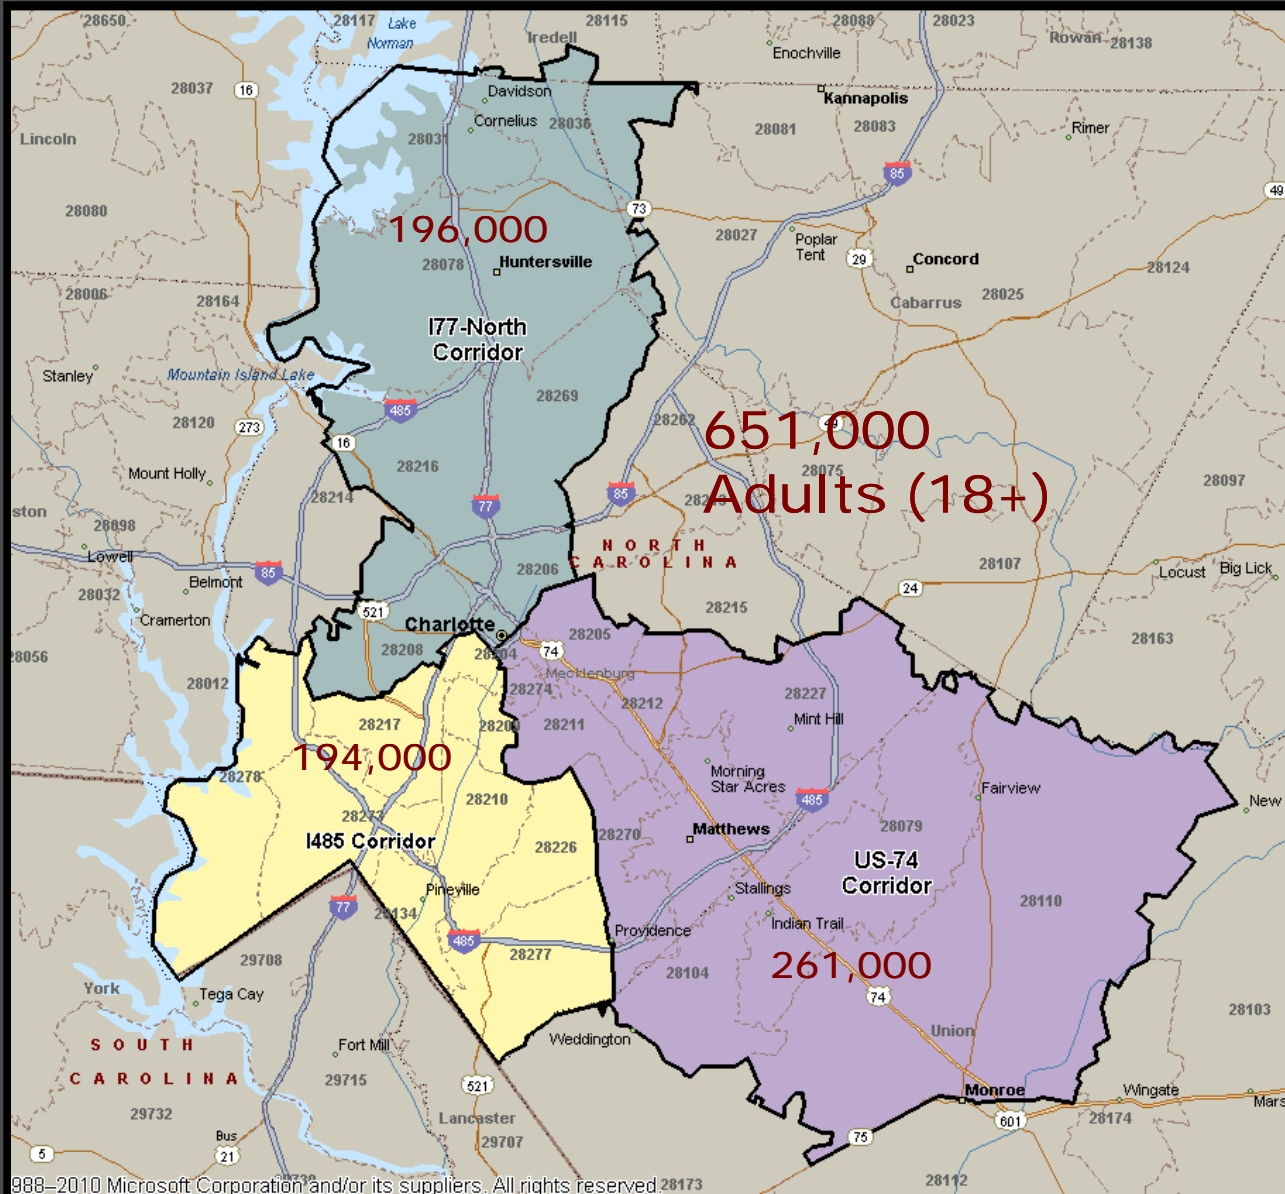 28650
28117
Lake
Norman
28115
Iredell
28088
28023
Rowan
28138
Enochville
28037
16
Davidson
Kannapolis
Cornelius
28036
28031
28081
28083
Rimer
Lincoln
85
49
28080
196,000
73
28027
Poplar
Tent
29
Concord
28078
Huntersville
28124
28006
28164
Cabarrus
28025
I77-North
Corridor
Stanley
Mountain Island Lake
485
28269
28120
273
16
28262
651,000
Adults (18+)
49
28075
Mount Holly
28216
28214
85
77
28097
ston
28098
Lowell
NORTH
CAROLINA
85
Belmont
28206
28107
Locust
Big Lick
28032
Cramerton
521
24
28215
Charlotte
28205
28163
28056
28208
28204
74
Mecklenburg
28012
28274
28212
28227
28217
28209
28211
Mint Hill
194,000
28278
Morning
Star Acres
485
Fairview
28210
New
28273
28270
Matthews
28079
I485 Corridor
28226
US-74
Corridor
Pineville
Stallings
77
29134
Indian Trail
28110
485
Providence
28277
29708
28104
261,000
York
Tega Cay
74
28103
Union
SOUTH
CAROLINA
Fort Mill
Weddington
29715
521
Monroe
Wingate
Mars
29732
Lancaster
601
28174
Bus
21
5
29707
75
28173
28112
988–2010 Microsoft Corporation and/or its suppliers. All rights reserved.